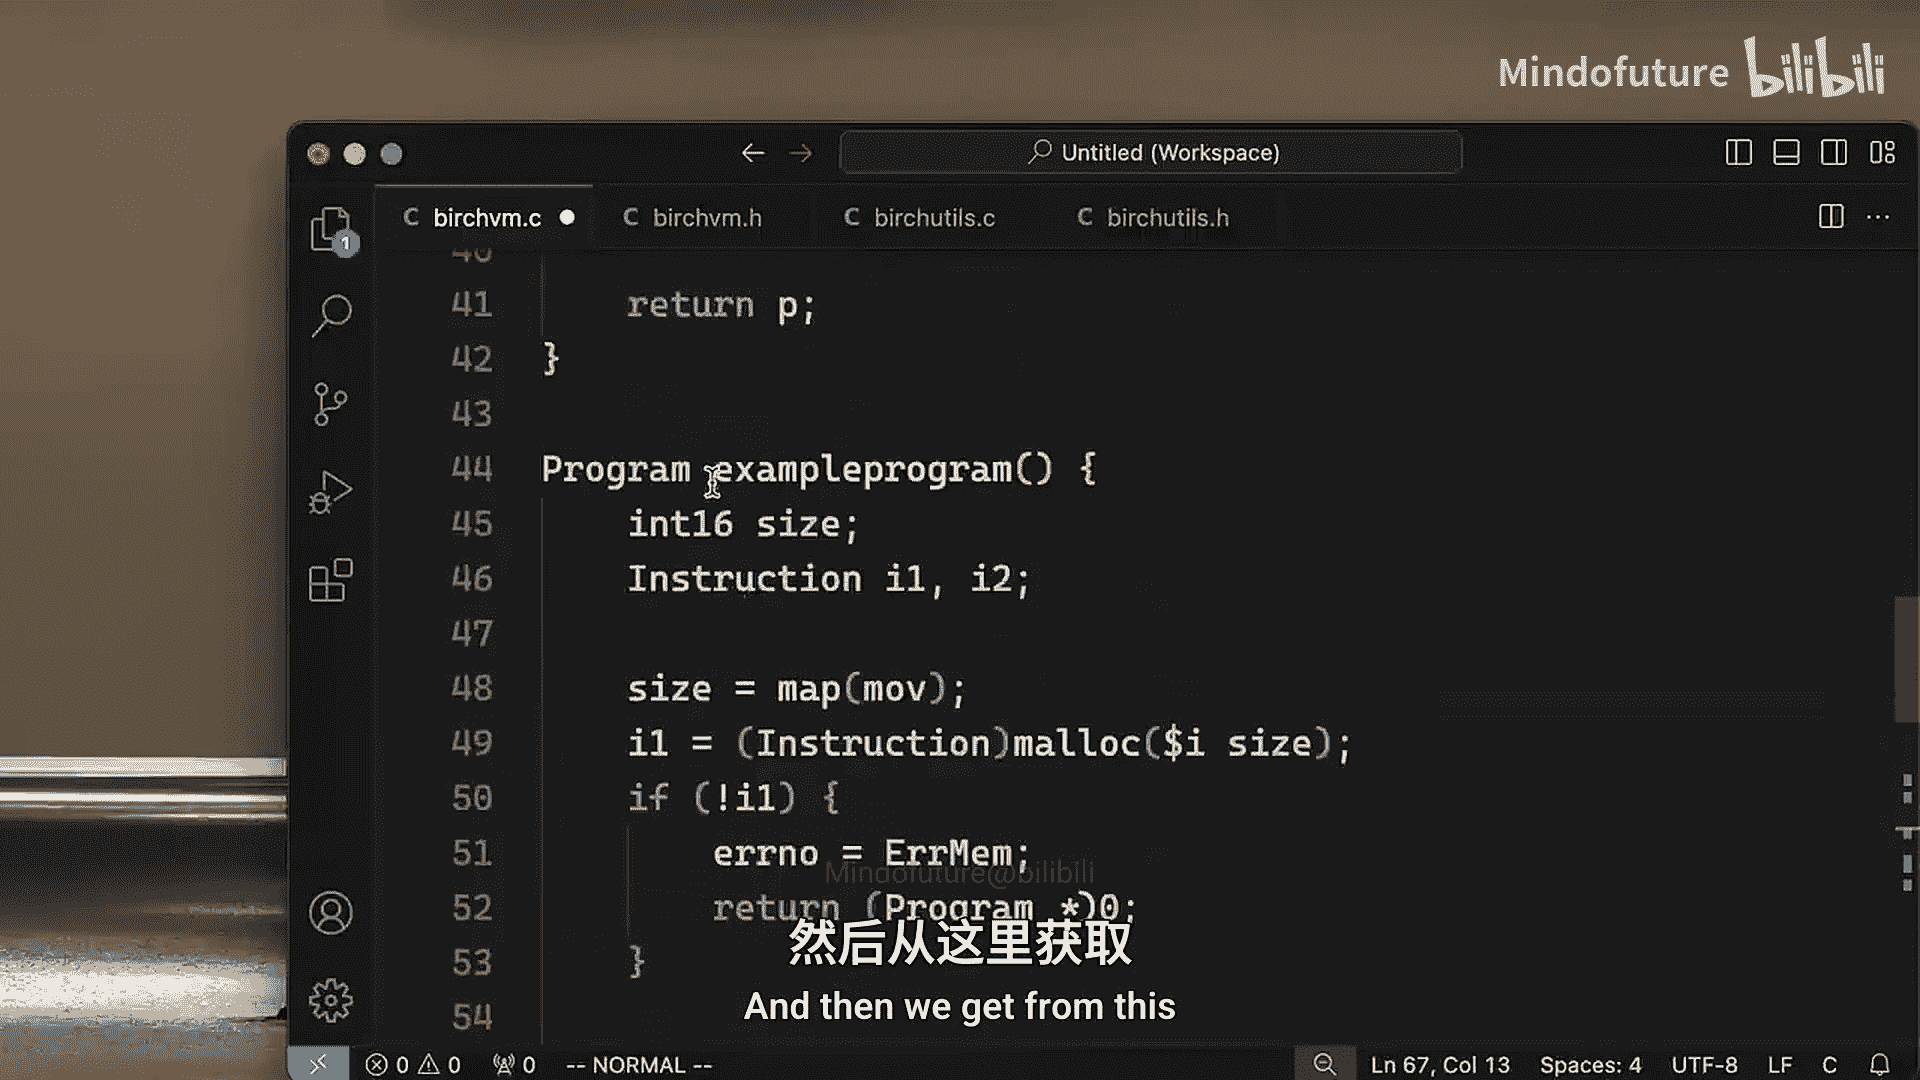 Mindofuture bilibili
Untitled (Workspace)
C birchvm.c C birchvm.h C birchutils.c C birchutils.h
1
40
41 return p;
42 }
43
44 Program exampleprogram() {
45 int16 size;
46 Instruction i1, i2;
47
48 size = map(mov);
49 i1 = (Instruction)malloc($i size);
50 if (!i1) {
51 errno = ErrMem;
Mindofuture@bilibili
52 return (Program *)0;
53 }
54
然后从这里获取
And then we get from this
0 0 0 -- NORMAL -- Ln 67, Col 13 Spaces: 4 UTF-8 LF C